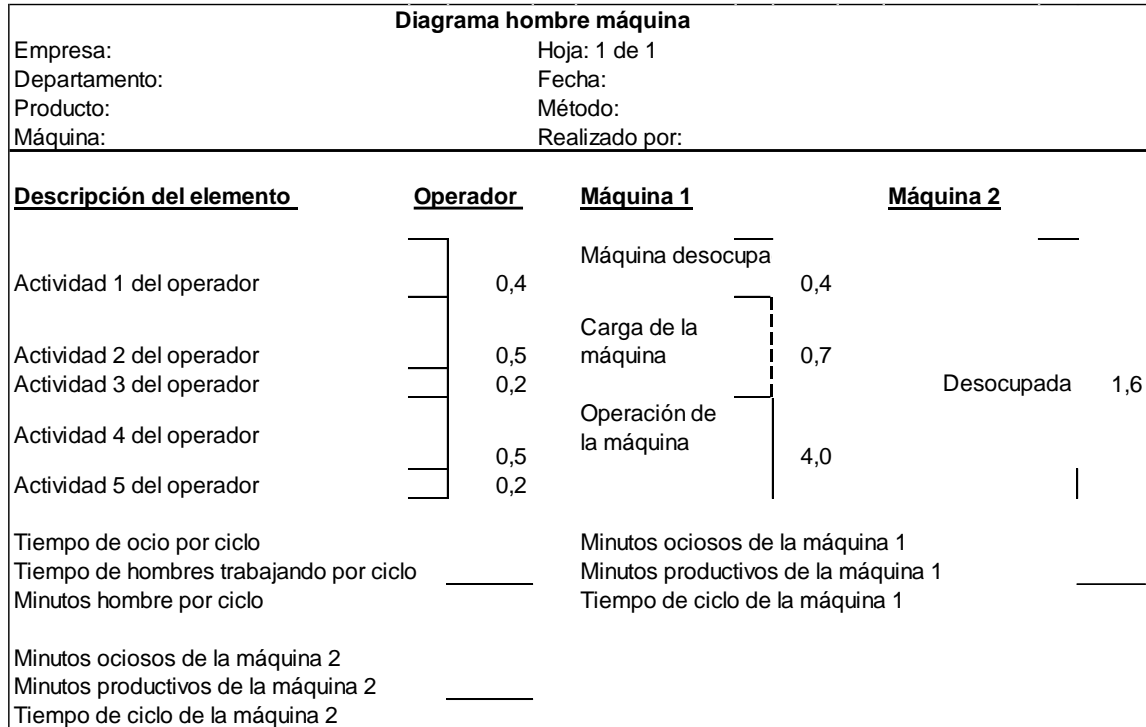 Diagrama hombre máquina
Empresa: Hoja: 1 de 1
Departamento: Fecha:
Producto: Método:
Máquina: Realizado por:
Descripción del elemento Operador Máquina 1 Máquina 2
Máquina desocupa
Actividad 1 del operador 0,4 0,4
Carga de la
Actividad 2 del operador 0,5 máquina 0,7
Actividad 3 del operador 0,2 Desocupada 1,6
Operación de
Actividad 4 del operador la máquina
0,5 4,0
Actividad 5 del operador 0,2
Tiempo de ocio por ciclo Minutos ociosos de la máquina 1
Tiempo de hombres trabajando por ciclo Minutos productivos de la máquina 1
Minutos hombre por ciclo Tiempo de ciclo de la máquina 1
Minutos ociosos de la máquina 2
Minutos productivos de la máquina 2
Tiempo de ciclo de la máquina 2